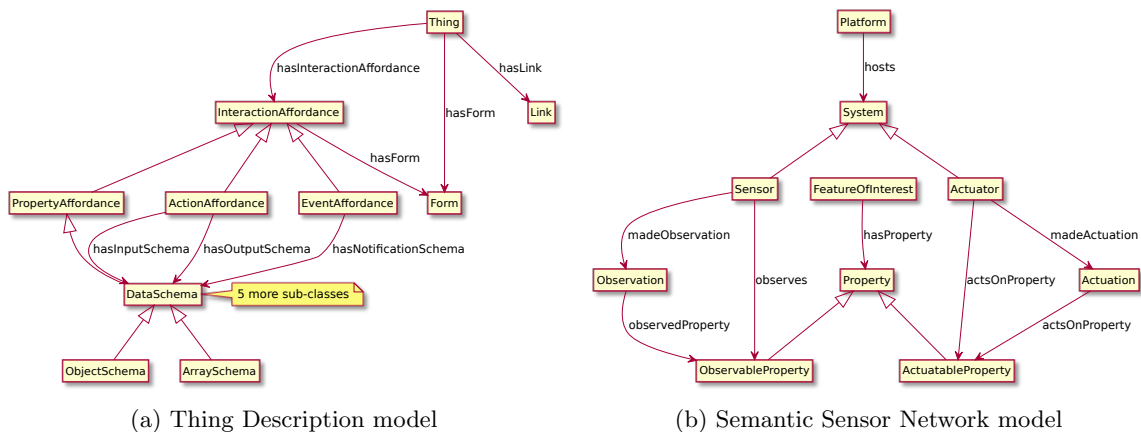 Thing
hasInteractionAffordance
hasForm
hasLink
InteractionAffordance
Link
hasForm
PropertyAffordance
ActionAffordance
EventAffordance
Form
hasInputSchema
hasOutputSchema
hasNotificationSchema
DataSchema
5 more sub-classes
ObjectSchema
ArraySchema
(a) Thing Description model
Platform
hosts
System
Sensor
FeatureOfInterest
Actuator
madeObservation
hasProperty
madeActuation
Observation
observes
Property
actsOnProperty
Actuation
observedProperty
actsOnProperty
ObservableProperty
ActuatableProperty
(b) Semantic Sensor Network model